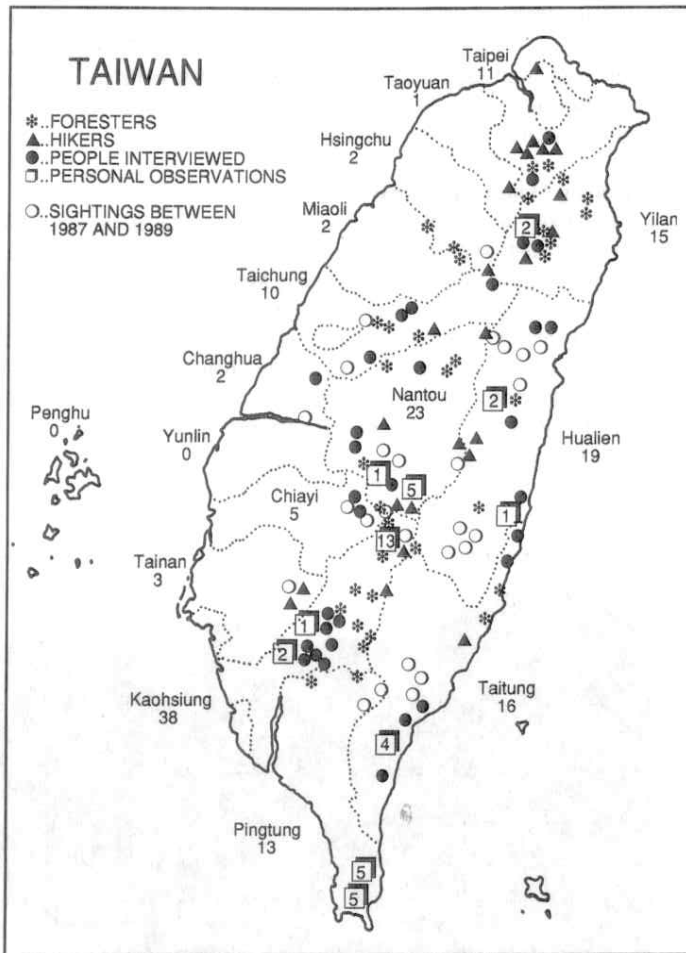 TAIWAN
*..FORESTERS
▲..HIKERS
●..PEOPLE INTERVIEWED
❒..PERSONAL OBSERVATIONS
○..SIGHTINGS BETWEEN
1987 AND 1989
Taipei
11
Taoyuan
1
Hsingchu
2
Miaoli
2
Yilan
15
Taichung
10
Changhua
2
Nantou
23
Penghu
0
Yunlin
0
Hualien
19
Chiayi
5
Tainan
3
Kaohsiung
38
Taitung
16
Pingtung
13
2
2
1
5
1
13
1
2
4
5
5